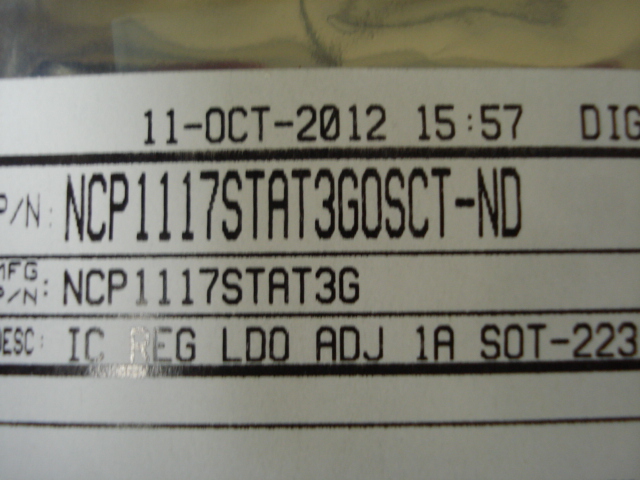 11-OCT-2012 15:57 DIG
P/N: NCP1117STAT3GOSCT-ND
MFG P/N: NCP1117STAT3G
DESC: IC REG LDO ADJ 1A SOT-223